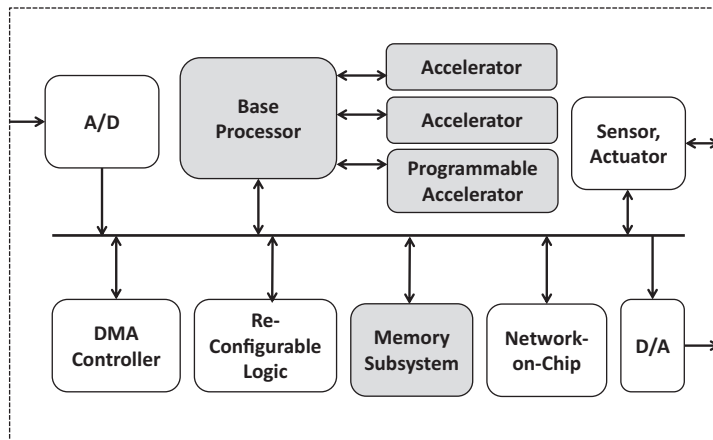 A/D
Base
Processor
Accelerator
Accelerator
Programmable
Accelerator
Sensor,
Actuator
DMA
Controller
Re-
Configurable
Logic
Memory
Subsystem
Network-
on-Chip
D/A